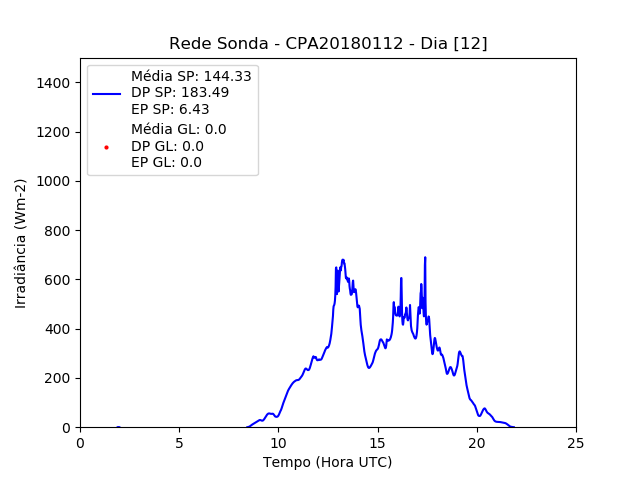 Rede Sonda - CPA20180112 - Dia [12]
Média SP: 144.33
DP SP: 183.49
EP SP: 6.43
Média GL: 0.0
DP GL: 0.0
EP GL: 0.0
Irradiância (Wm-2)
1400
1200
1000
800
600
400
200
0
0 5 10 15 20 25
Tempo (Hora UTC)